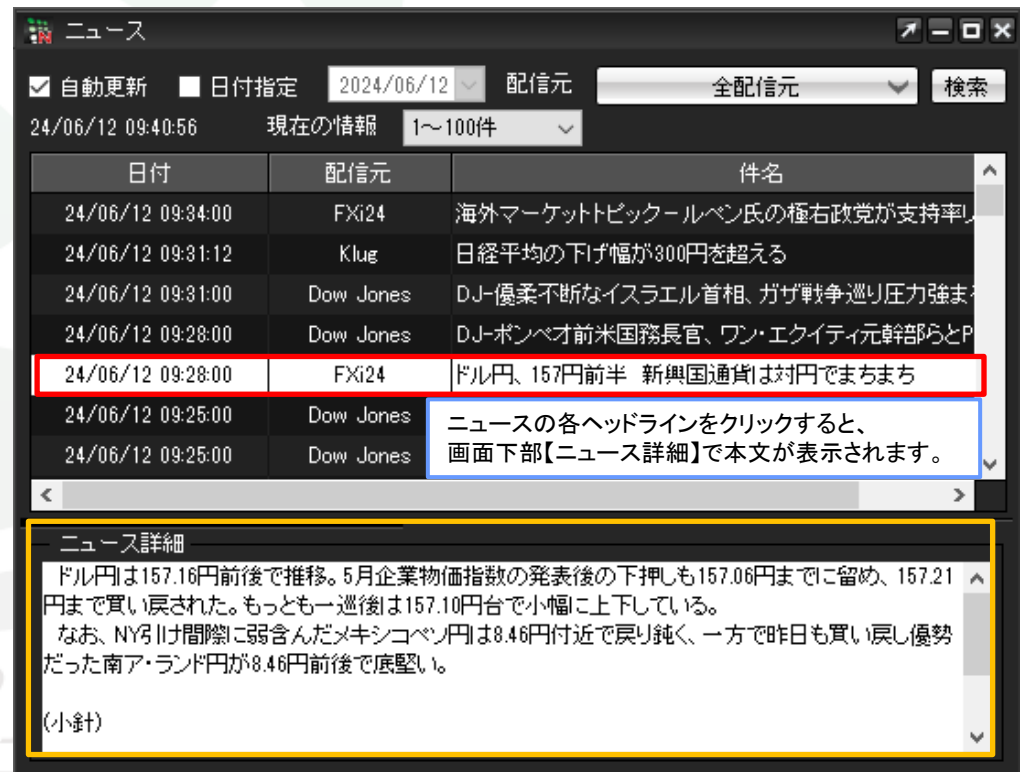 ニュース
自動更新 日付指定 2024/06/12 配信元 全配信元 検索
24/06/12 09:40:56 現在の情報 1～100件
日付 配信元 件名
24/06/12 09:34:00 FXi24 海外マーケットトピックールペン氏の極右政党が支持率し
24/06/12 09:31:12 Klug 日経平均の下げ幅が300円を超える
24/06/12 09:31:00 Dow Jones DJ-優柔不断なイスラエル首相、ガザ戦争巡り圧力強まる
24/06/12 09:28:00 Dow Jones DJ-ポンペオ前米国務長官、ワン・エクイティ元幹部らとP
24/06/12 09:28:00 FXi24 ドル円、157円前半 新興国通貨は対円でまちまち
24/06/12 09:25:00 Dow Jones
24/06/12 09:25:00 Dow Jones
ニュースの各ヘッドラインをクリックすると、
画面下部【ニュース詳細】で本文が表示されます。
ニュース詳細
ドル円は157.16円前後で推移。5月企業物価指数の発表後の下押しも157.06円までに留め、157.21
円まで買い戻された。もっとも一巡後は157.10円台で小幅に上下している。
なお、NY引け間際に弱含んだメキシコペソ円は8.46円付近で戻り鈍く、一方で昨日も買い戻し優勢
だった南ア・ランド円が8.46円前後で底堅い。
(小針)